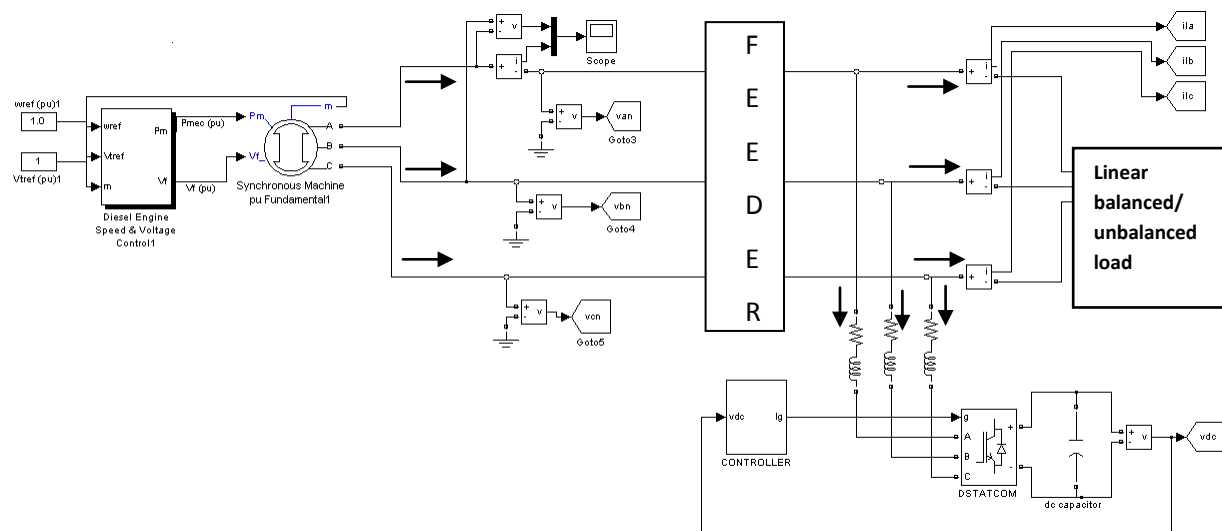 wref (pu)1
1.0
1
Vtref (pu)1
wref
Vtref
m
Pm
Vf
Diesel Engine
Speed & Voltage
Control1
Pmec (pu)
Vf (pu)
m
Pm
Vf_
A
B
C
Synchronous Machine
pu Fundamental1
+
-
v
+
-
i
Scope
+
-
v
van
Goto3
+
-
v
vbn
Goto4
+
-
v
vcn
Goto5
F
E
E
D
E
R
+
i
-
+
i
-
+
i
-
ila
ilb
ilc
Linear
balanced/
unbalanced
load
vdc
Ig
CONTROLLER
g
A
B
C
+
-
DSTATCOM
dc capacitor
+
-
v
vdc